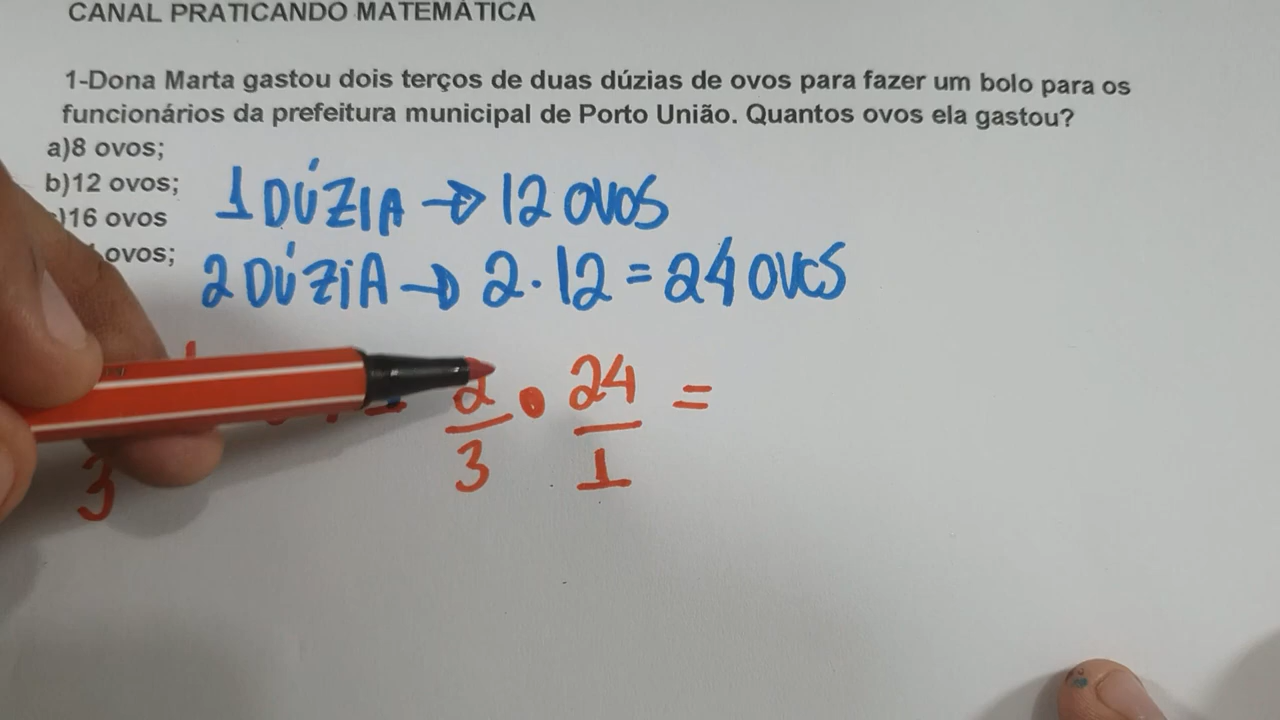 CANAL PRATICANDO MATEMÁTICA
1-Dona Marta gastou dois terços de duas dúzias de ovos para fazer um bolo para os
funcionários da prefeitura municipal de Porto União. Quantos ovos ela gastou?
a)8 ovos;
b)12 ovos;
)16 ovos
ovos;
1 DÚZIA → 12 OVOS
2 DÚZIA → 2 · 12 = 24 OVOS
2/3 · 24/1 =
3